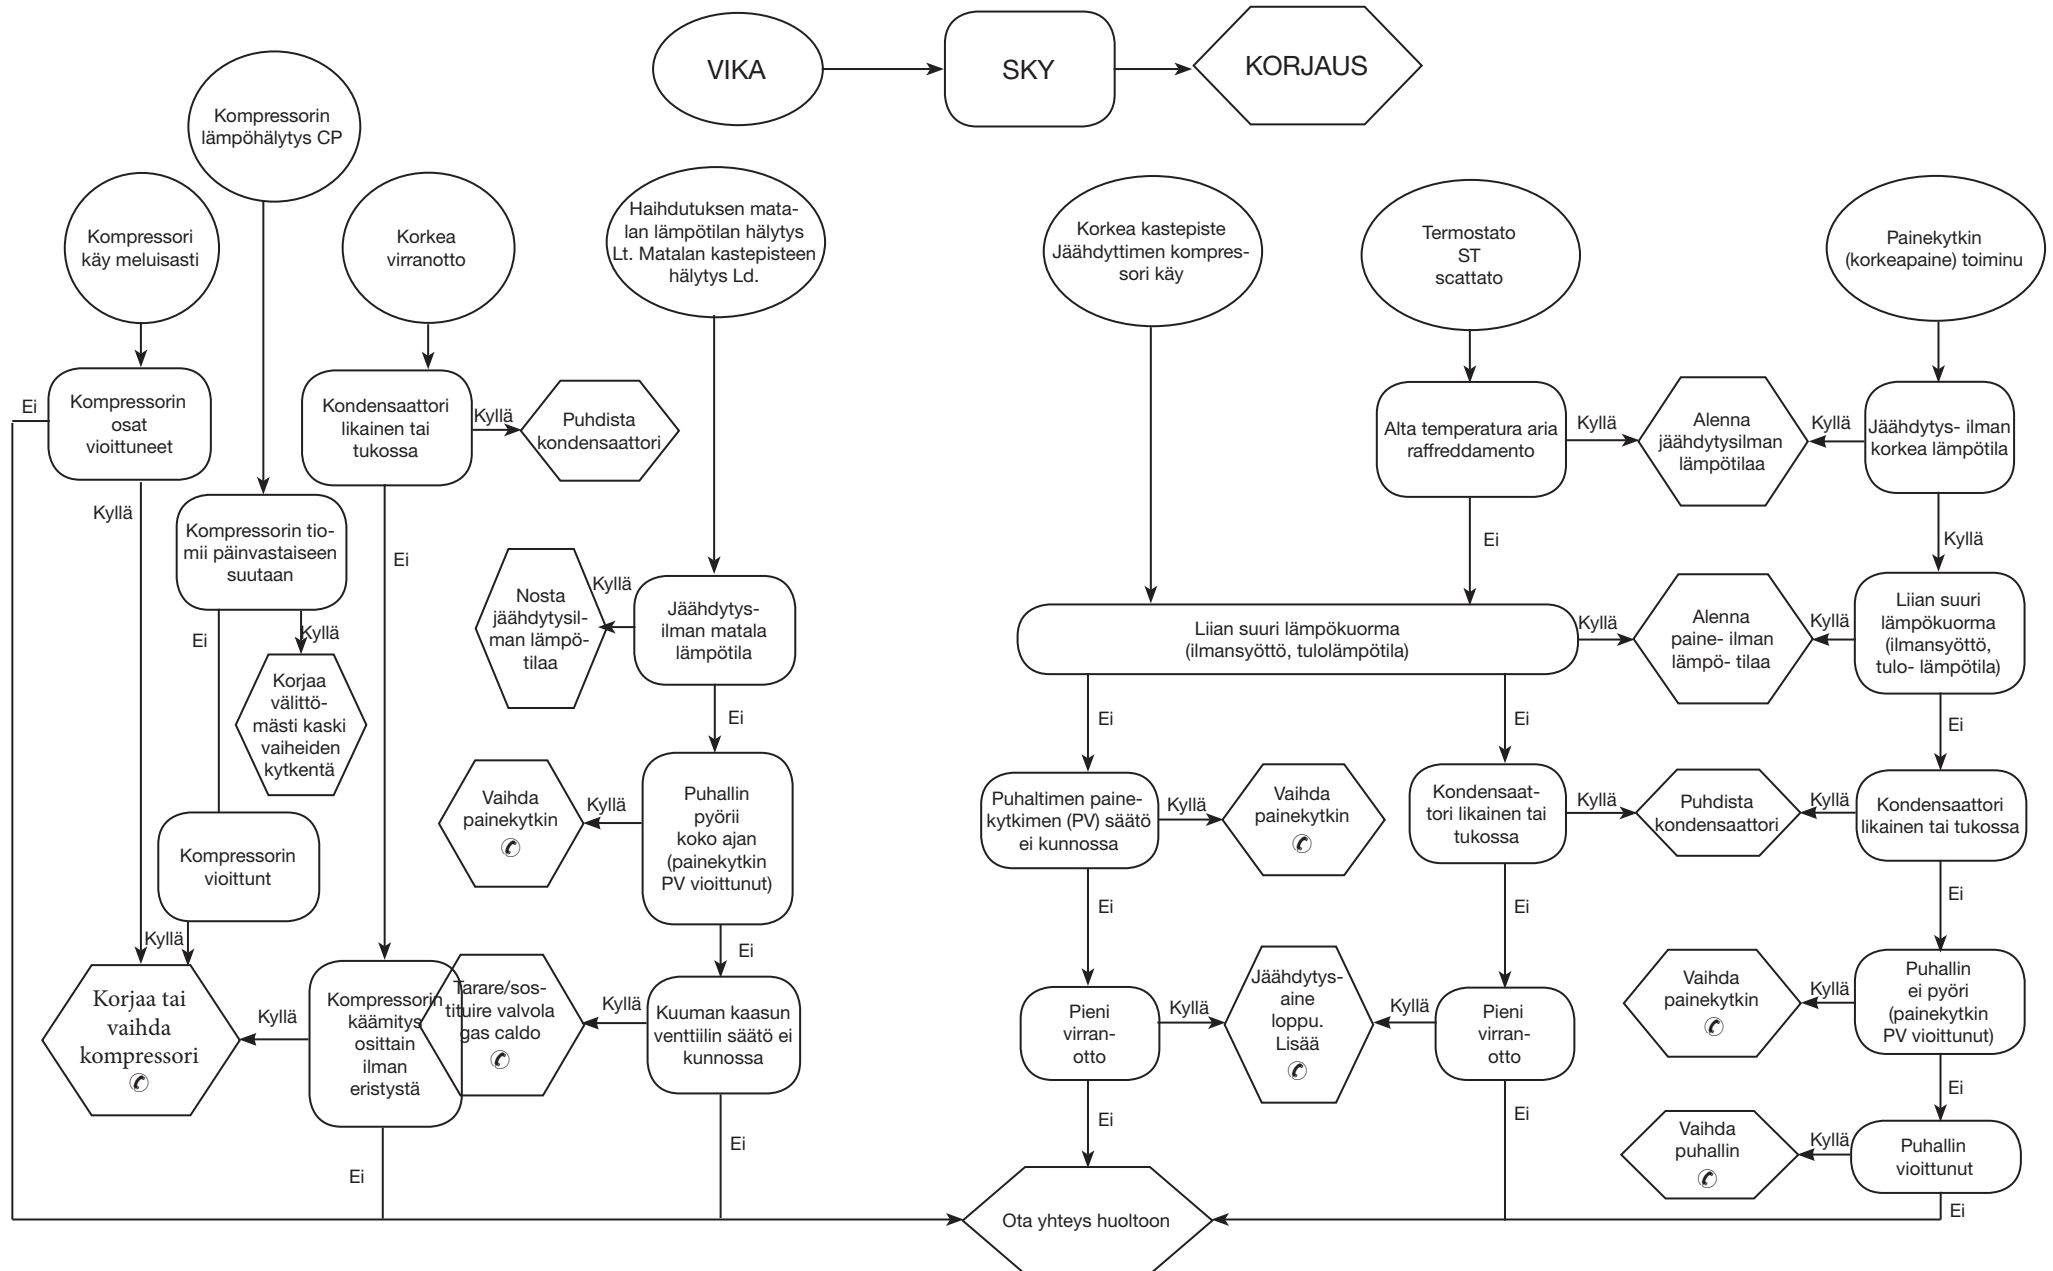 VIKA
SKY
KORJAUS
Kompressorin
lämpöhälytys CP
Kompressori
käy meluisasti
Korkea
virranotto
Haihdutuksen mata-
lan lämpötilan hälytys
Lt. Matalan kastepisteen
hälytys Ld.
Korkea kastepiste
Jäähdyttimen kompres-
sori käy
Termostato
ST
scattato
Painekytkin
(korkeapaine) toiminu
Ei
Kompressorin
osat
vioittuneet
Kondensaattori
likainen tai
tukossa
Kyllä
Puhdista
kondensaattori
Alta temperatura aria
raffreddamento
Kyllä
Alenna
jäähdytysilman
lämpötilaa
Kyllä
Jäähdytys- ilman
korkea lämpötila
Kyllä
Kompressorin tio-
mii päinvastaiseen
suutaan
Ei
Ei
Kyllä
Nosta
jäähdytysil-
man lämpö-
tilaa
Kyllä
Jäähdytys-
ilman matala
lämpötila
Liian suuri lämpökuorma
(ilmansyöttö, tulolämpötila)
Kyllä
Alenna
paine- ilman
lämpö- tilaa
Kyllä
Liian suuri
lämpökuorma
(ilmansyöttö,
tulo- lämpötila)
Ei
Kyllä
Korjaa
välittö-
mästi kaski
vaiheiden
kytkentä
Ei
Ei
Ei
Ei
Vaihda
painekytkin
✆
Kyllä
Puhallin
pyörii
koko ajan
(painekytkin
PV vioittunut)
Puhaltimen paine-
kytkimen (PV) säätö
ei kunnossa
Kyllä
Vaihda
painekytkin
✆
Kondensaat-
tori likainen tai
tukossa
Kyllä
Puhdista
kondensaattori
Kyllä
Kondensaattori
likainen tai tukossa
Kompressorin
vioittunt
Kyllä
Ei
Ei
Ei
Ei
Korjaa tai
vaihda
kompressori
✆
Kyllä
Kompressorin
käämitys
osittain
ilman
eristystä
Tarare/sos-
tituire valvola
gas caldo
✆
Kyllä
Kuuman kaasun
venttiilin säätö ei
kunnossa
Pieni
virran-
otto
Kyllä
Jäähdytys-
aine
loppu.
Lisää
✆
Kyllä
Pieni
virran-
otto
Vaihda
painekytkin
✆
Kyllä
Puhallin
ei pyöri
(painekytkin
PV vioittunut)
Ei
Ei
Ei
Ei
Ei
Vaihda
puhallin
✆
Kyllä
Puhallin
vioittunut
Ei
Ota yhteys huoltoon